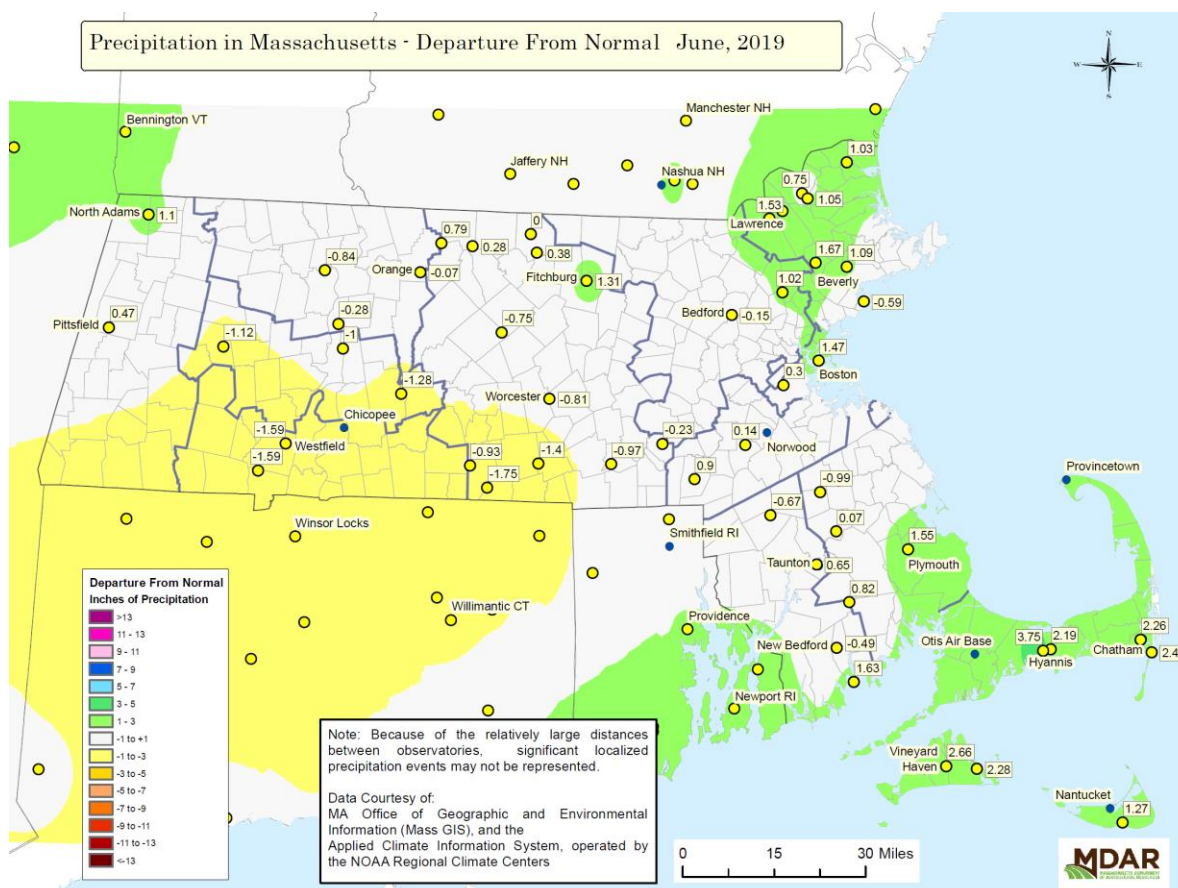 Precipitation in Massachusetts - Departure From Normal June, 2019
N
W E
S
Bennington VT
Manchester NH
Jaffery NH
Nashua NH
1.03
0.75
1.05
1.53
Lawrence
North Adams
1.1
0
0.79
0.28
0.38
-0.84
Orange
-0.07
Fitchburg
1.31
1.67
1.09
Beverly
1.02
-0.59
Pittsfield
0.47
-0.28
-0.75
Bedford
-0.15
-1.12
-1
1.47
Boston
0.3
-1.28
Worcester
-0.81
Chicopee
-1.59
Westfield
-1.59
-0.93
-1.4
-1.75
-0.97
-0.23
0.14
Norwood
0.9
Provincetown
-0.99
-0.67
0.07
Winsor Locks
Smithfield RI
1.55
Plymouth
Taunton
0.65
0.82
Willimantic CT
Providence
New Bedford
-0.49
1.63
Otis Air Base
3.75
2.19
Hyannis
2.26
Chatham
2.4
Newport RI
Vineyard
Haven
2.66
2.28
Nantucket
1.27
Departure From Normal
Inches of Precipitation
>13
11 - 13
9 - 11
7 - 9
5 - 7
3 - 5
1 - 3
-1 to +1
-1 to -3
-3 to -5
-5 to -7
-7 to -9
-9 to -11
-11 to -13
<-13
Note: Because of the relatively large distances
between observatories, significant localized
precipitation events may not be represented.
Data Courtesy of:
MA Office of Geographic and Environmental
Information (Mass GIS), and the
Applied Climate Information System, operated by
the NOAA Regional Climate Centers
0 15 30 Miles
MDAR
MASSACHUSETTS DEPARTMENT
OF AGRICULTURAL RESOURCES